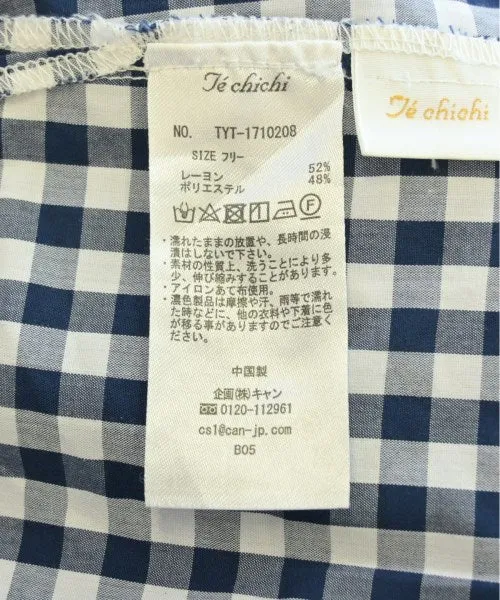 Té chichi
Té chichi
NO. TYT-1710208
SIZE フリー
レーヨン 52%
ポリエステル 48%
・濡れたままの放置や、長時間の浸
漬はしないで下さい。
・素材の性質上、洗うことにより多
少、伸び縮みすることがあります。
・アイロンあて布使用。
・濃色製品は摩擦や汗、雨等で濡れ
た時などに、他の衣料や下着に色
が移る事がありますのでご注意く
ださい。
中国製
企画(株)キャン
0120-112961
cs1@can-jp.com
B05